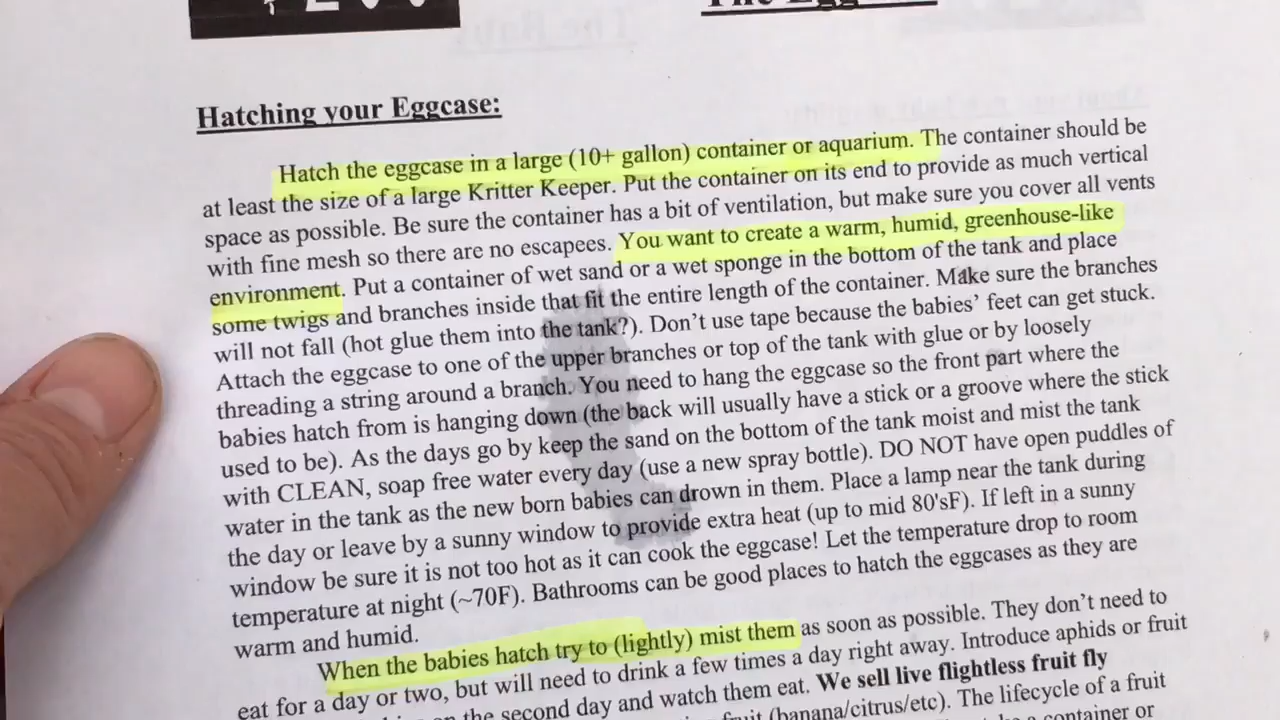 Hatching your Eggcase:
Hatch the eggcase in a large (10+ gallon) container or aquarium. The container should be
at least the size of a large Kritter Keeper. Put the container on its end to provide as much vertical
space as possible. Be sure the container has a bit of ventilation, but make sure you cover all vents
with fine mesh so there are no escapees. You want to create a warm, humid, greenhouse-like
environment. Put a container of wet sand or a wet sponge in the bottom of the tank and place
some twigs and branches inside that fit the entire length of the container. Make sure the branches
will not fall (hot glue them into the tank?). Don't use tape because the babies' feet can get stuck.
Attach the eggcase to one of the upper branches or top of the tank with glue or by loosely
threading a string around a branch. You need to hang the eggcase so the front part where the
babies hatch from is hanging down (the back will usually have a stick or a groove where the stick
used to be). As the days go by keep the sand on the bottom of the tank moist and mist the tank
with CLEAN, soap free water every day (use a new spray bottle). DO NOT have open puddles of
water in the tank as the new born babies can drown in them. Place a lamp near the tank during
the day or leave by a sunny window to provide extra heat (up to mid 80'sF). If left in a sunny
window be sure it is not too hot as it can cook the eggcase! Let the temperature drop to room
temperature at night (~70F). Bathrooms can be good places to hatch the eggcases as they are
warm and humid.
When the babies hatch try to (lightly) mist them as soon as possible. They don't need to
eat for a day or two, but will need to drink a few times a day right away. Introduce aphids or fruit
on the second day and watch them eat. We sell live flightless fruit fly
fruit (banana/citrus/etc). The lifecycle of a fruit
a container or